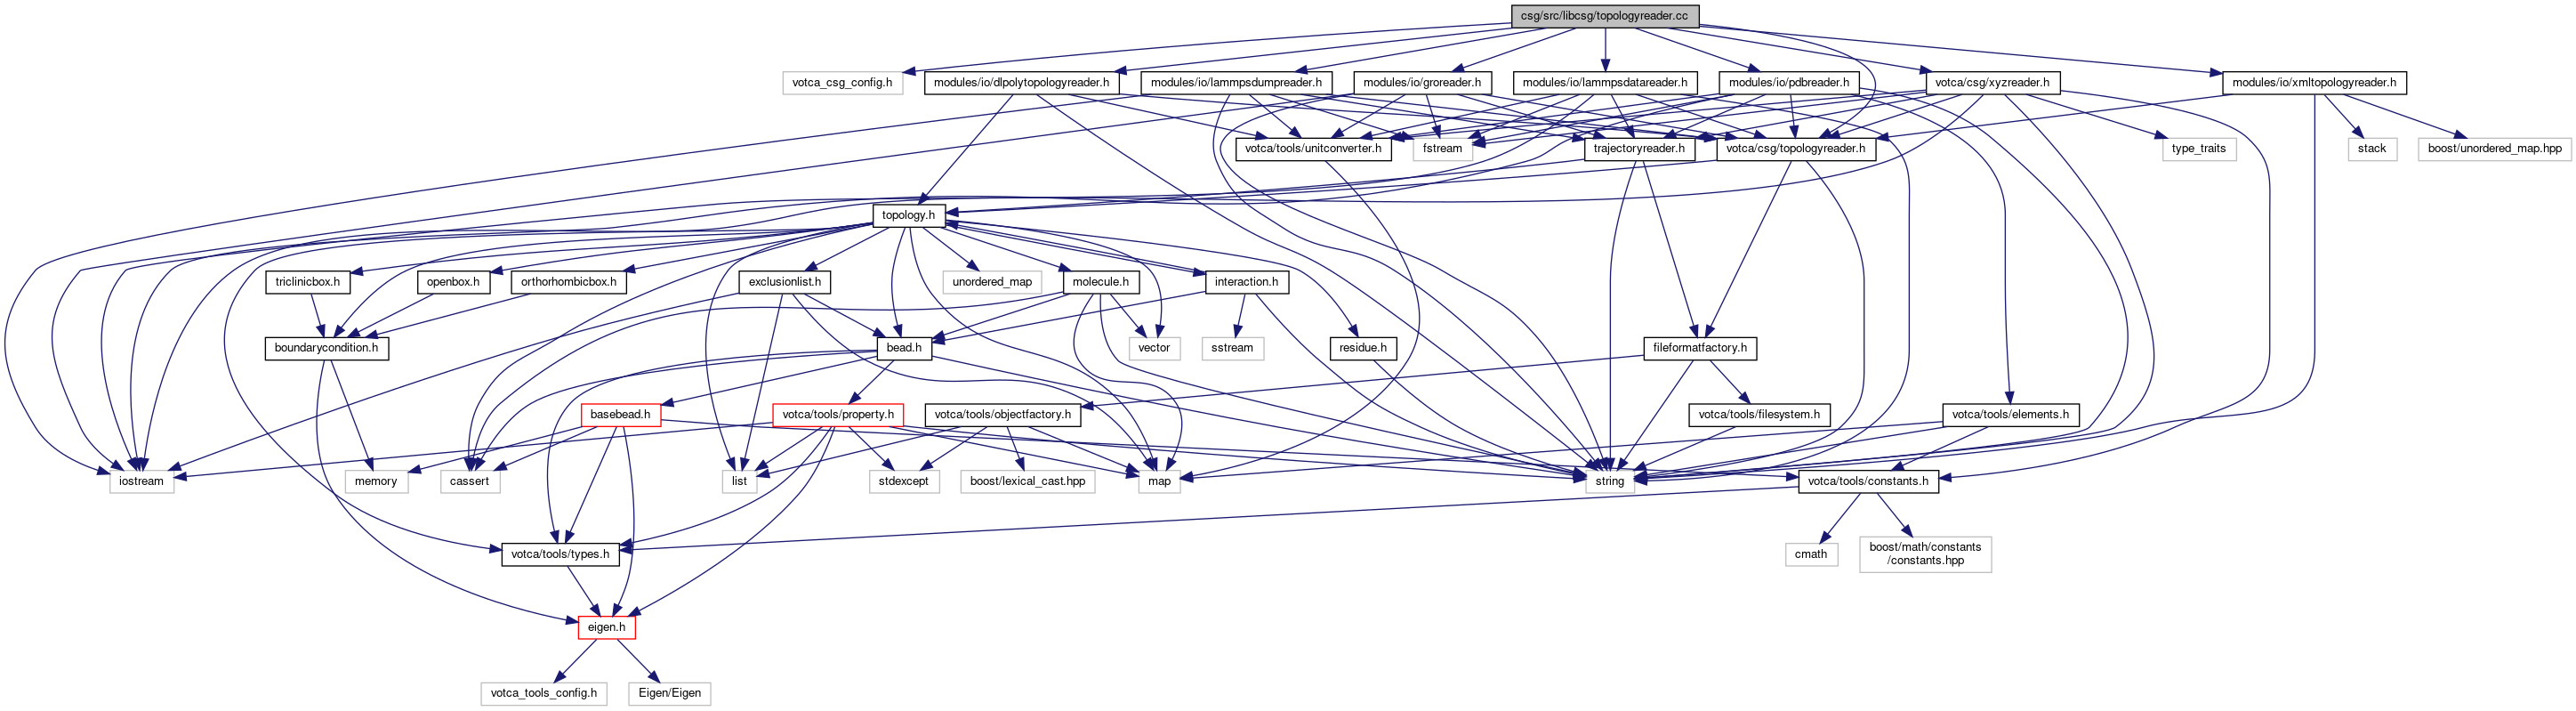 csg/src/libcsg/topologyreader.cc
votca_csg_config.h
modules/io/dlpolytopologyreader.h
modules/io/lammpsdumpreader.h
modules/io/groreader.h
modules/io/lammpsdatareader.h
modules/io/pdbreader.h
votca/csg/xyzreader.h
modules/io/xmltopologyreader.h
votca/tools/unitconverter.h
fstream
trajectoryreader.h
votca/csg/topologyreader.h
type_traits
stack
boost/unordered_map.hpp
topology.h
triclinicbox.h
openbox.h
orthorhombicbox.h
exclusionlist.h
unordered_map
molecule.h
interaction.h
boundarycondition.h
bead.h
vector
sstream
residue.h
fileformatfactory.h
basebead.h
votca/tools/property.h
votca/tools/objectfactory.h
votca/tools/filesystem.h
votca/tools/elements.h
iostream
memory
cassert
list
stdexcept
boost/lexical_cast.hpp
map
string
votca/tools/constants.h
votca/tools/types.h
cmath
boost/math/constants
/constants.hpp
eigen.h
votca_tools_config.h
Eigen/Eigen